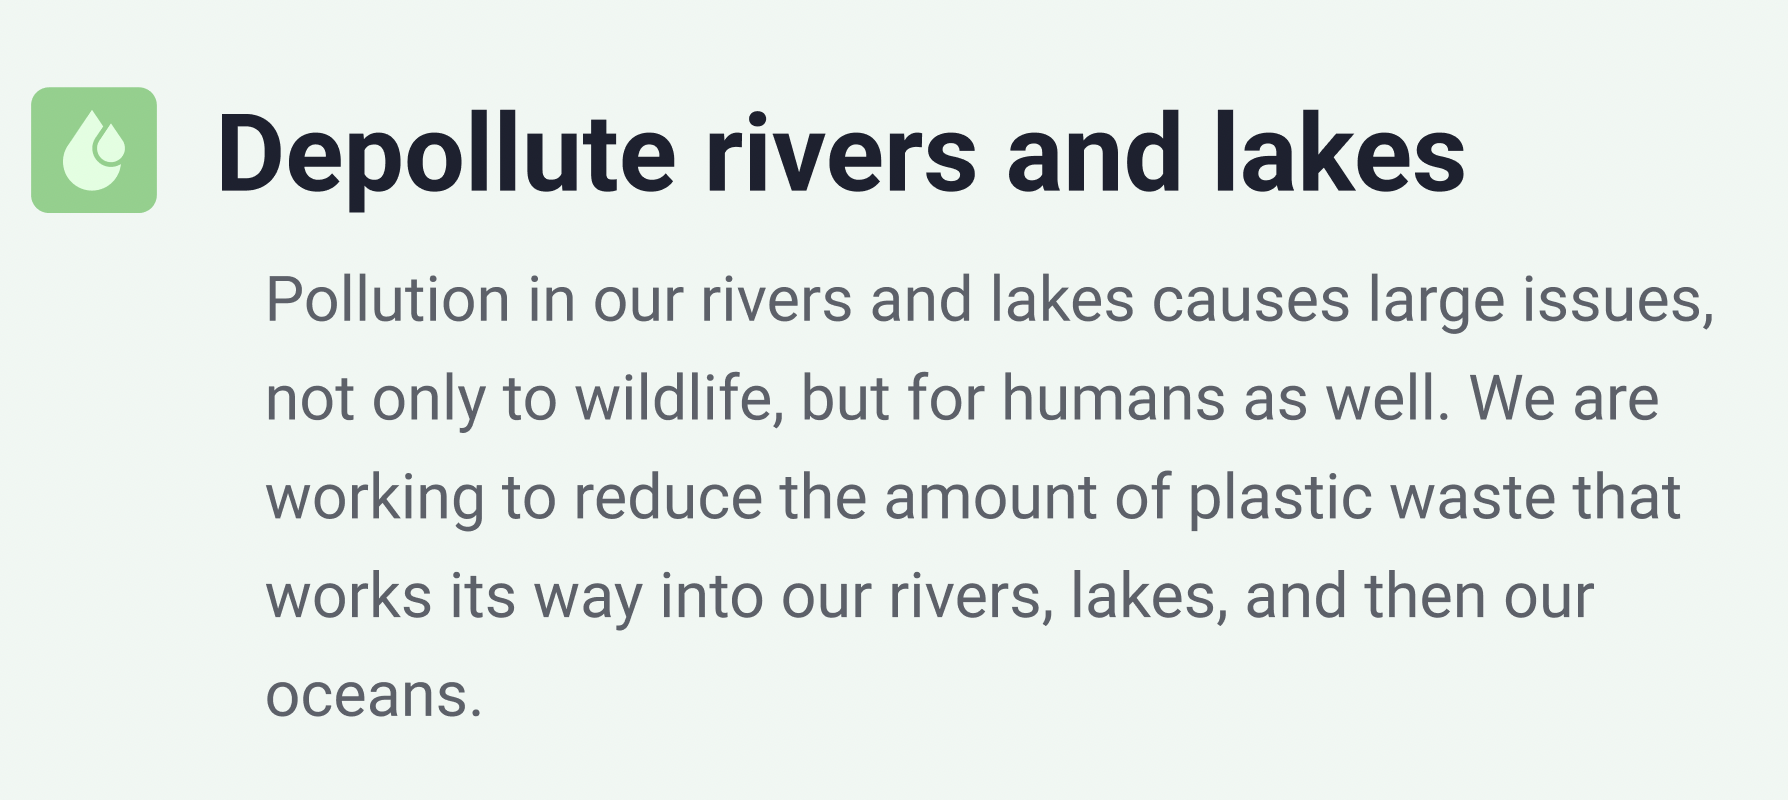 Depollute rivers and lakes
Pollution in our rivers and lakes causes large issues,
not only to wildlife, but for humans as well. We are
working to reduce the amount of plastic waste that
works its way into our rivers, lakes, and then our
oceans.